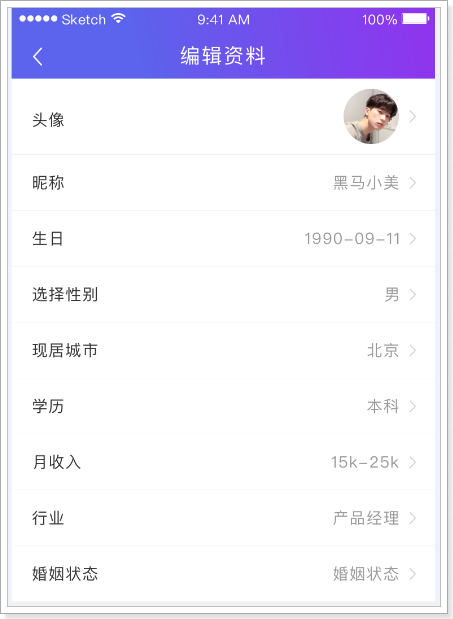 Sketch 9:41 AM 100%
编辑资料
头像
昵称 黑马小美
生日 1990-09-11
选择性别 男
现居城市 北京
学历 本科
月收入 15k-25k
行业 产品经理
婚姻状态 婚姻状态